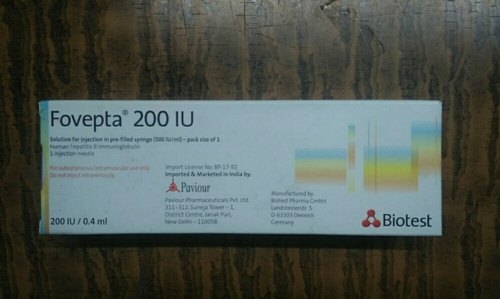 Fovepta® 200 IU
Solution for injection in pre-filled syringe (500 IU/ml) – pack size of 1
Human hepatitis B immunoglobulin
1 injection needle
For subcutaneous/intramuscular use only
Do not inject intravenously
200 IU / 0.4 ml
Import License No. BP-17-92
Imported & Marketed in India by:
Paviour
Paviour Pharmaceuticals Pvt. Ltd.
311–312, Suneja Tower – 1,
District Centre, Janak Puri,
New Delhi – 110058.
Manufactured by:
Biotest Pharma GmbH
Landsteinerstr. 5
D-63303 Dreieich
Germany
Biotest